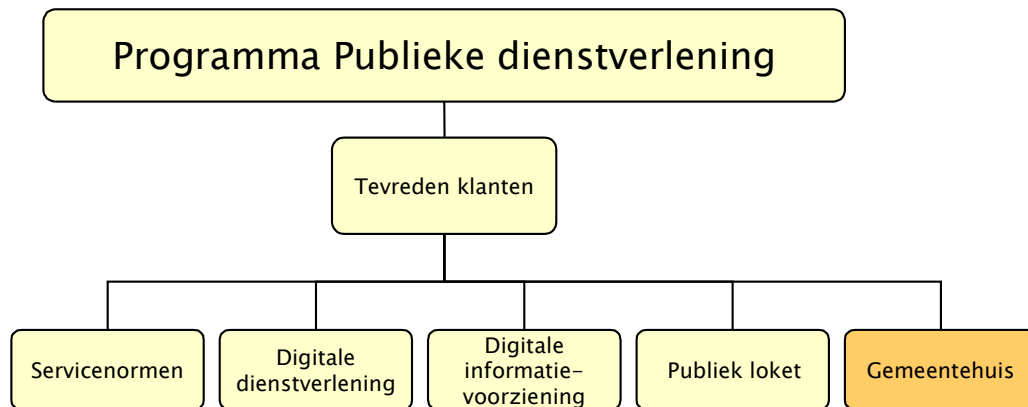 Programma Publieke dienstverlening
Tevreden klanten
Servicenormen
Digitale
dienstverlening
Digitale
informatie-
voorziening
Publiek loket
Gemeentehuis